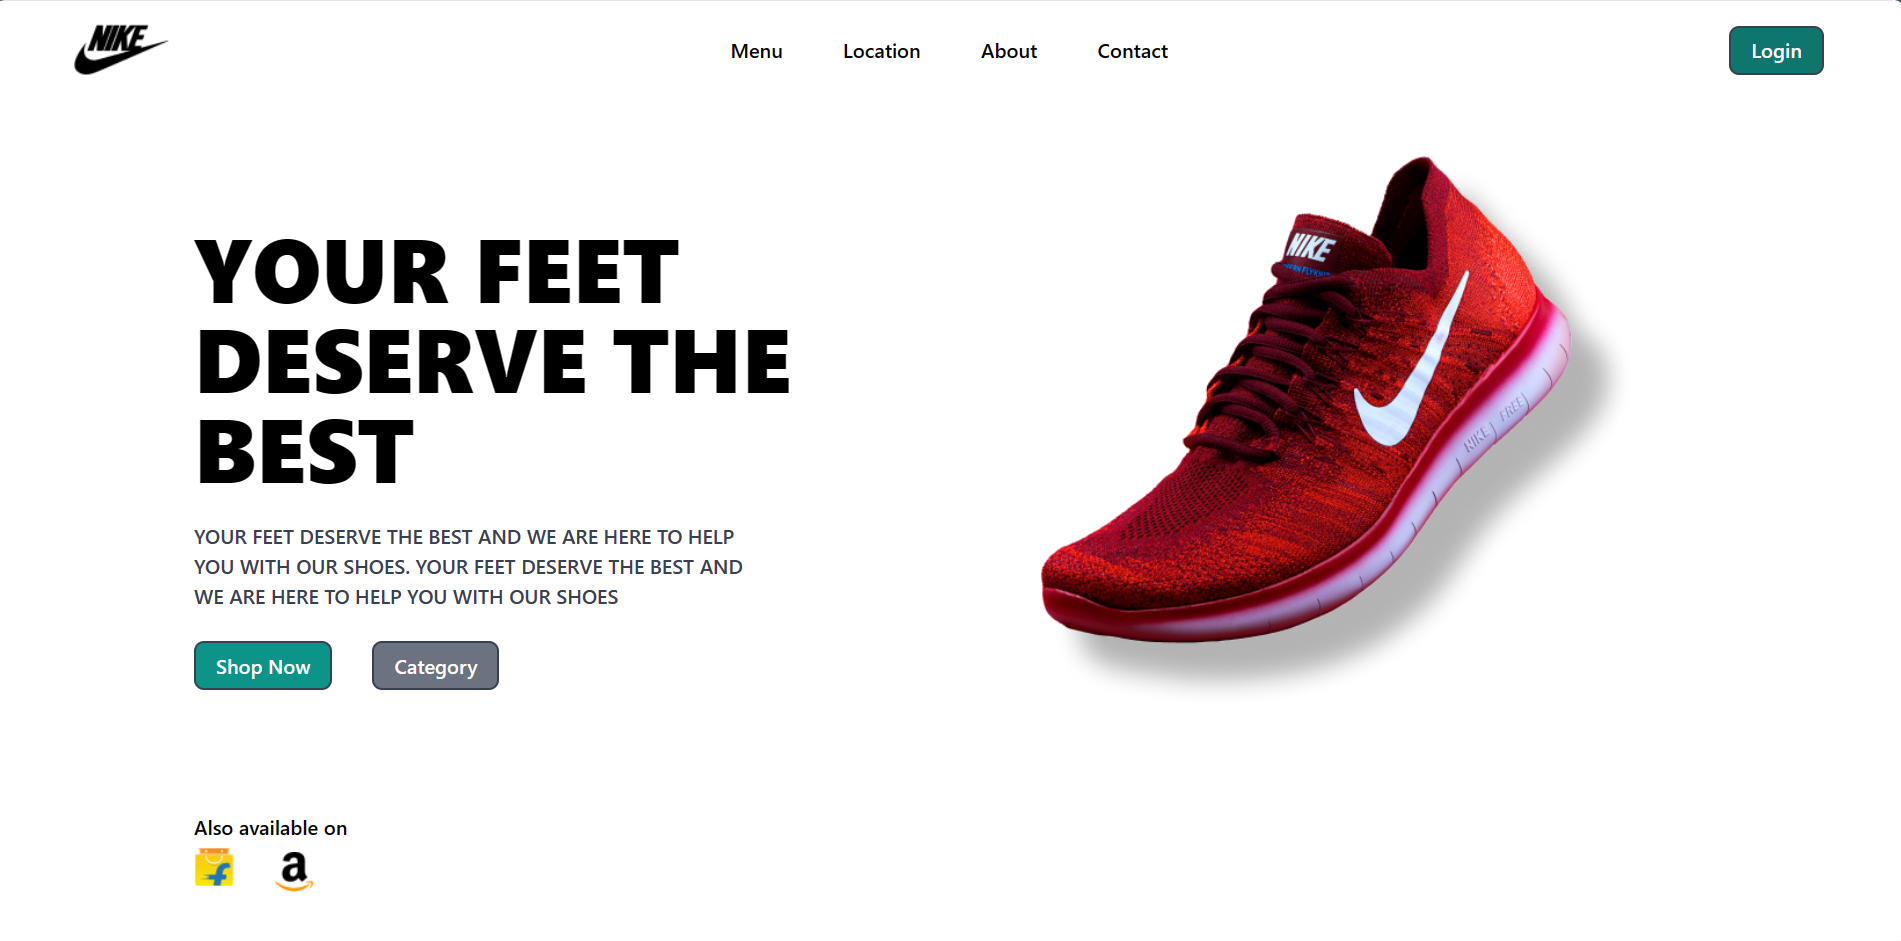 NIKE
Menu
Location
About
Contact
Login
YOUR FEET
DESERVE THE
BEST
YOUR FEET DESERVE THE BEST AND WE ARE HERE TO HELP
YOU WITH OUR SHOES. YOUR FEET DESERVE THE BEST AND
WE ARE HERE TO HELP YOU WITH OUR SHOES
Shop Now
Category
NIKE
NIKE FREE
Also available on
f
a